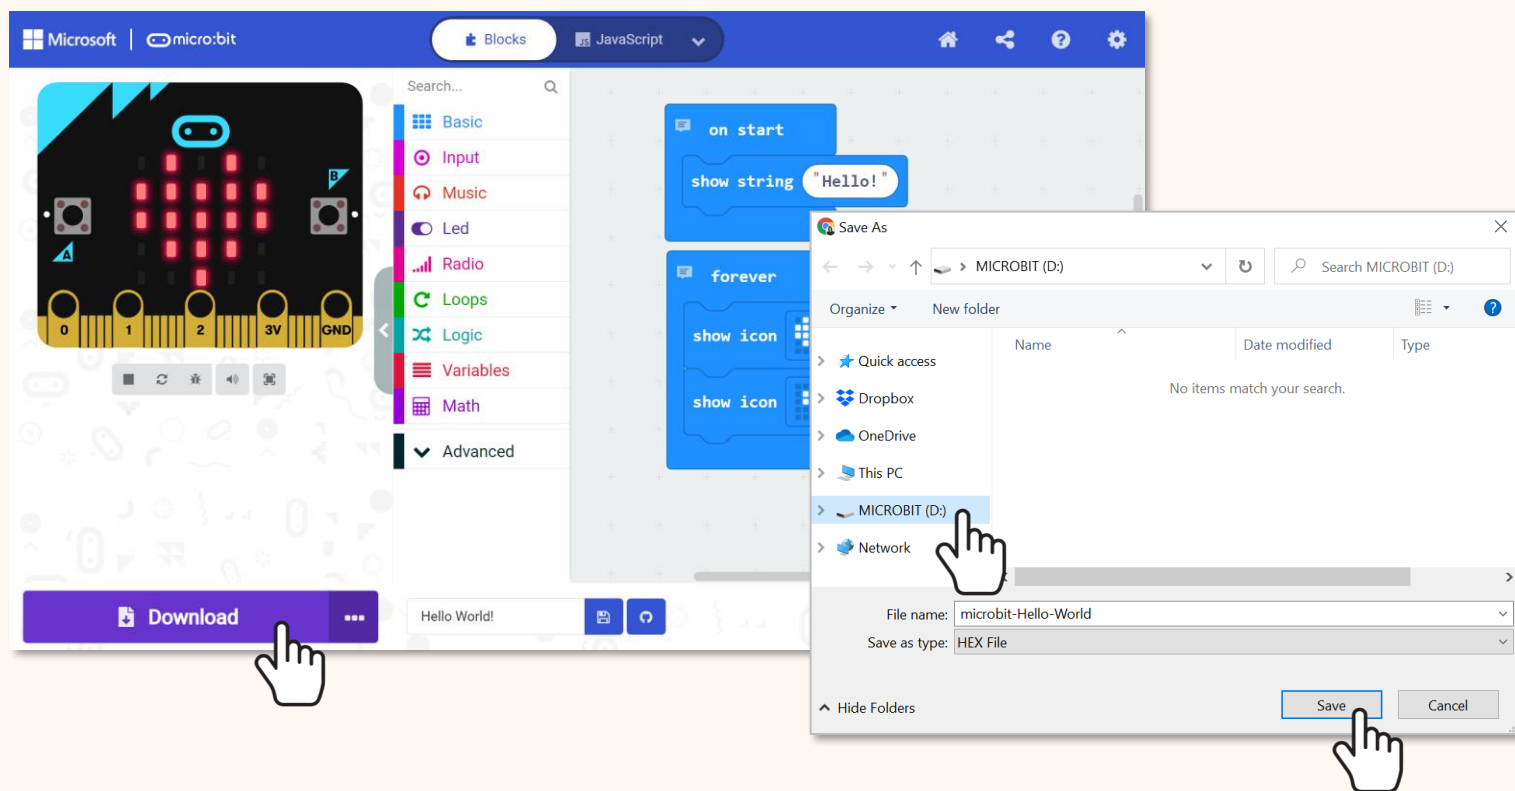 Microsoft micro:bit
Blocks
JS JavaScript
Search...
Basic
Input
Music
Led
Radio
Loops
Logic
Variables
Math
Advanced
B
A
0 1 2 3V GND
on start
show string "Hello!"
forever
show icon
show icon
Download
Hello World!
Save As
MICROBIT (D:)
Search MICROBIT (D:)
Organize New folder
Name Date modified Type
No items match your search.
Quick access
Dropbox
OneDrive
This PC
MICROBIT (D:)
Network
File name: microbit-Hello-World
Save as type: HEX File
Hide Folders
Save
Cancel